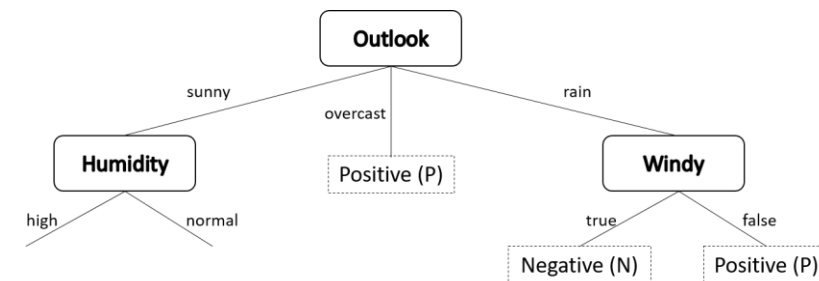 Outlook
sunny
overcast
rain
Humidity
Positive (P)
Windy
high
normal
true
false
Negative (N)
Positive (P)